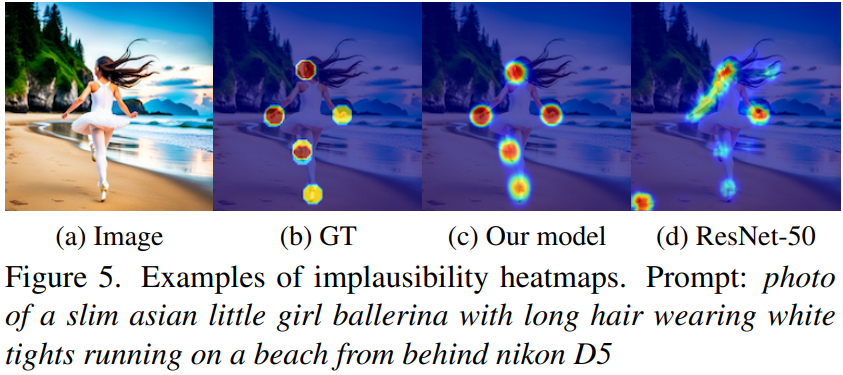 (a) Image (b) GT (c) Our model (d) ResNet-50
Figure 5. Examples of implausibility heatmaps. Prompt: photo
of a slim asian little girl ballerina with long hair wearing white
tights running on a beach from behind nikon D5